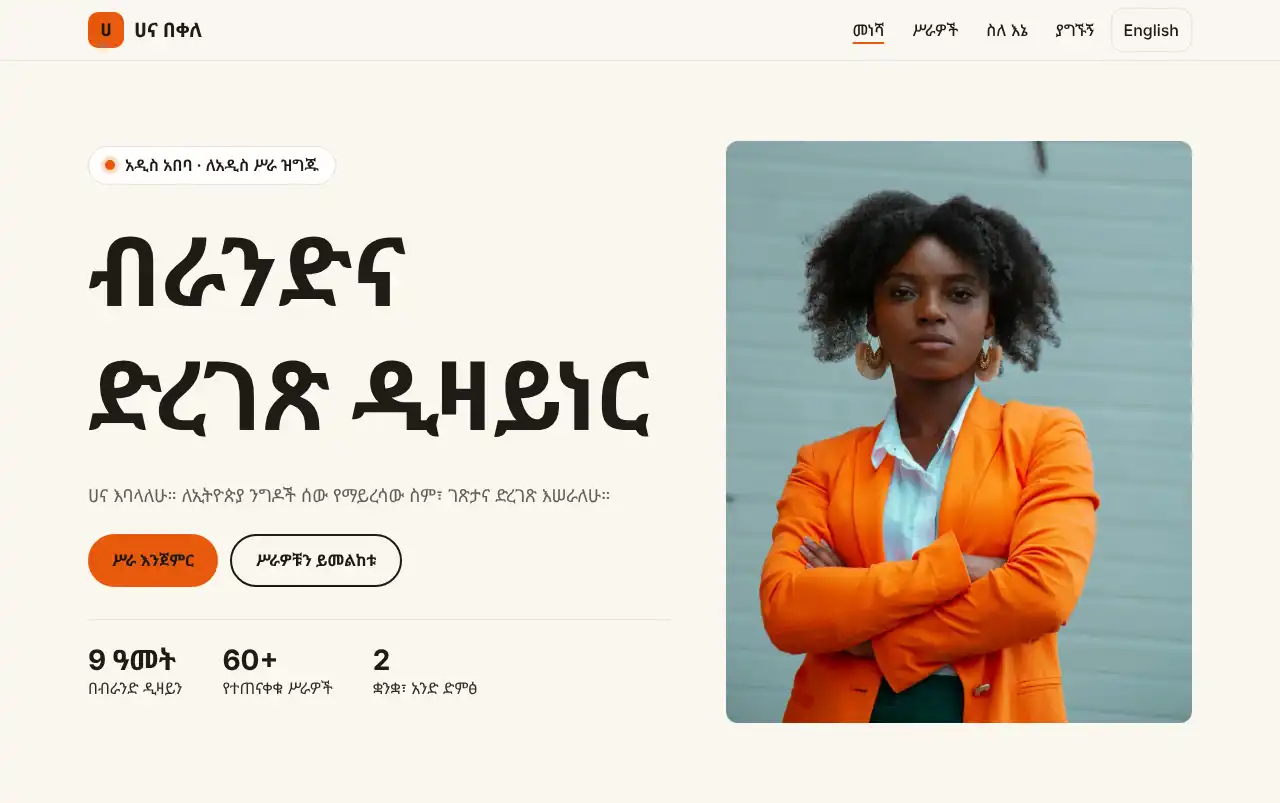 ሀ ሀና በቀለ
መነሻ ሥራዎች ስለ እኔ ያግኙኝ English
አዲስ አበባ · ለአዲስ ሥራ ዝግጁ
ብራንድና
ድረገጽ ዲዛይነር
ሀና እባላለሁ። ለኢትዮጵያ ንግዶች ሰው የማይረሳው ስም፣ ገጽታና ድረገጽ እሠራለሁ።
ሥራ እንጀምር ሥራዎቹን ይመልከቱ
9 ዓመት 60+ 2
በብራንድ ዲዛይን የተጠናቀቁ ሥራዎች ቋንቋ፣ አንድ ድምፅ